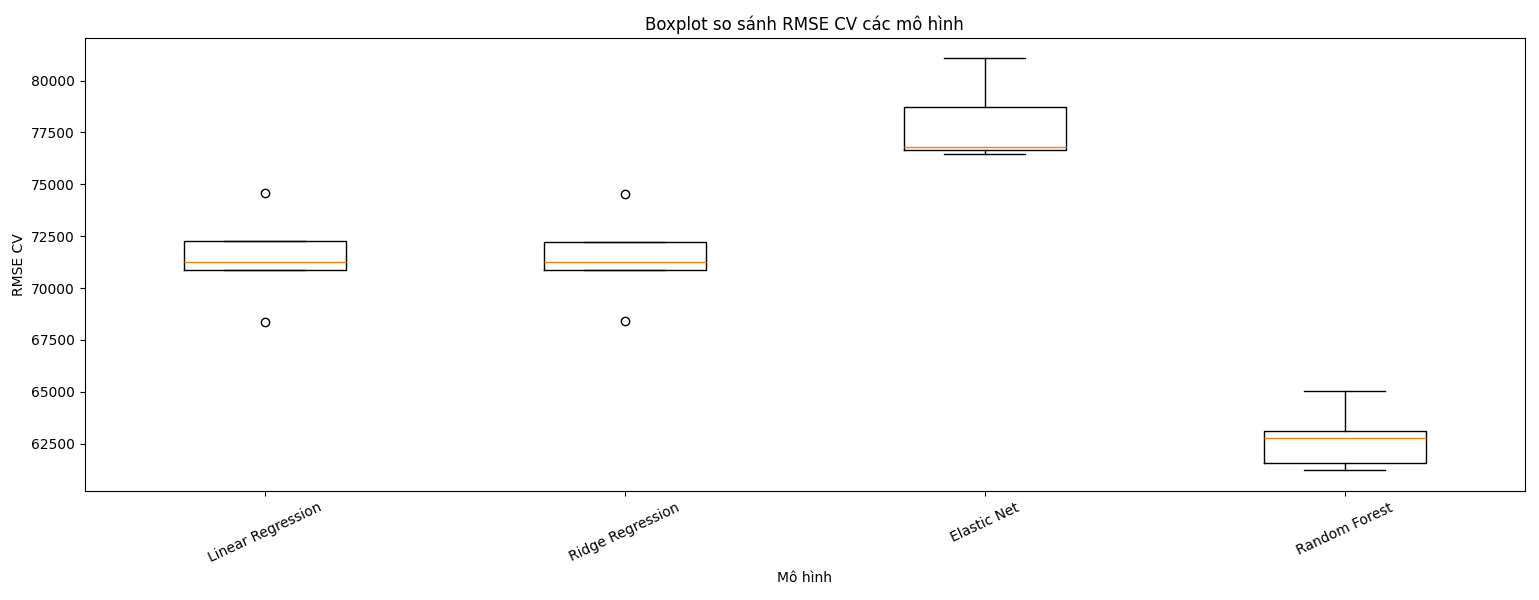 Boxplot so sánh RMSE CV các mô hình
RMSE CV
80000
77500
75000
72500
70000
67500
65000
62500
Linear Regression
Ridge Regression
Elastic Net
Random Forest
Mô hình